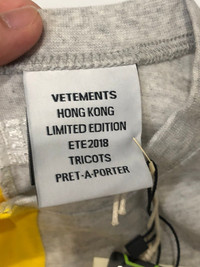 VETEMENTS
HONG KONG
LIMITED EDITION
ETE2018
TRICOTS
PRET-A-PORTER